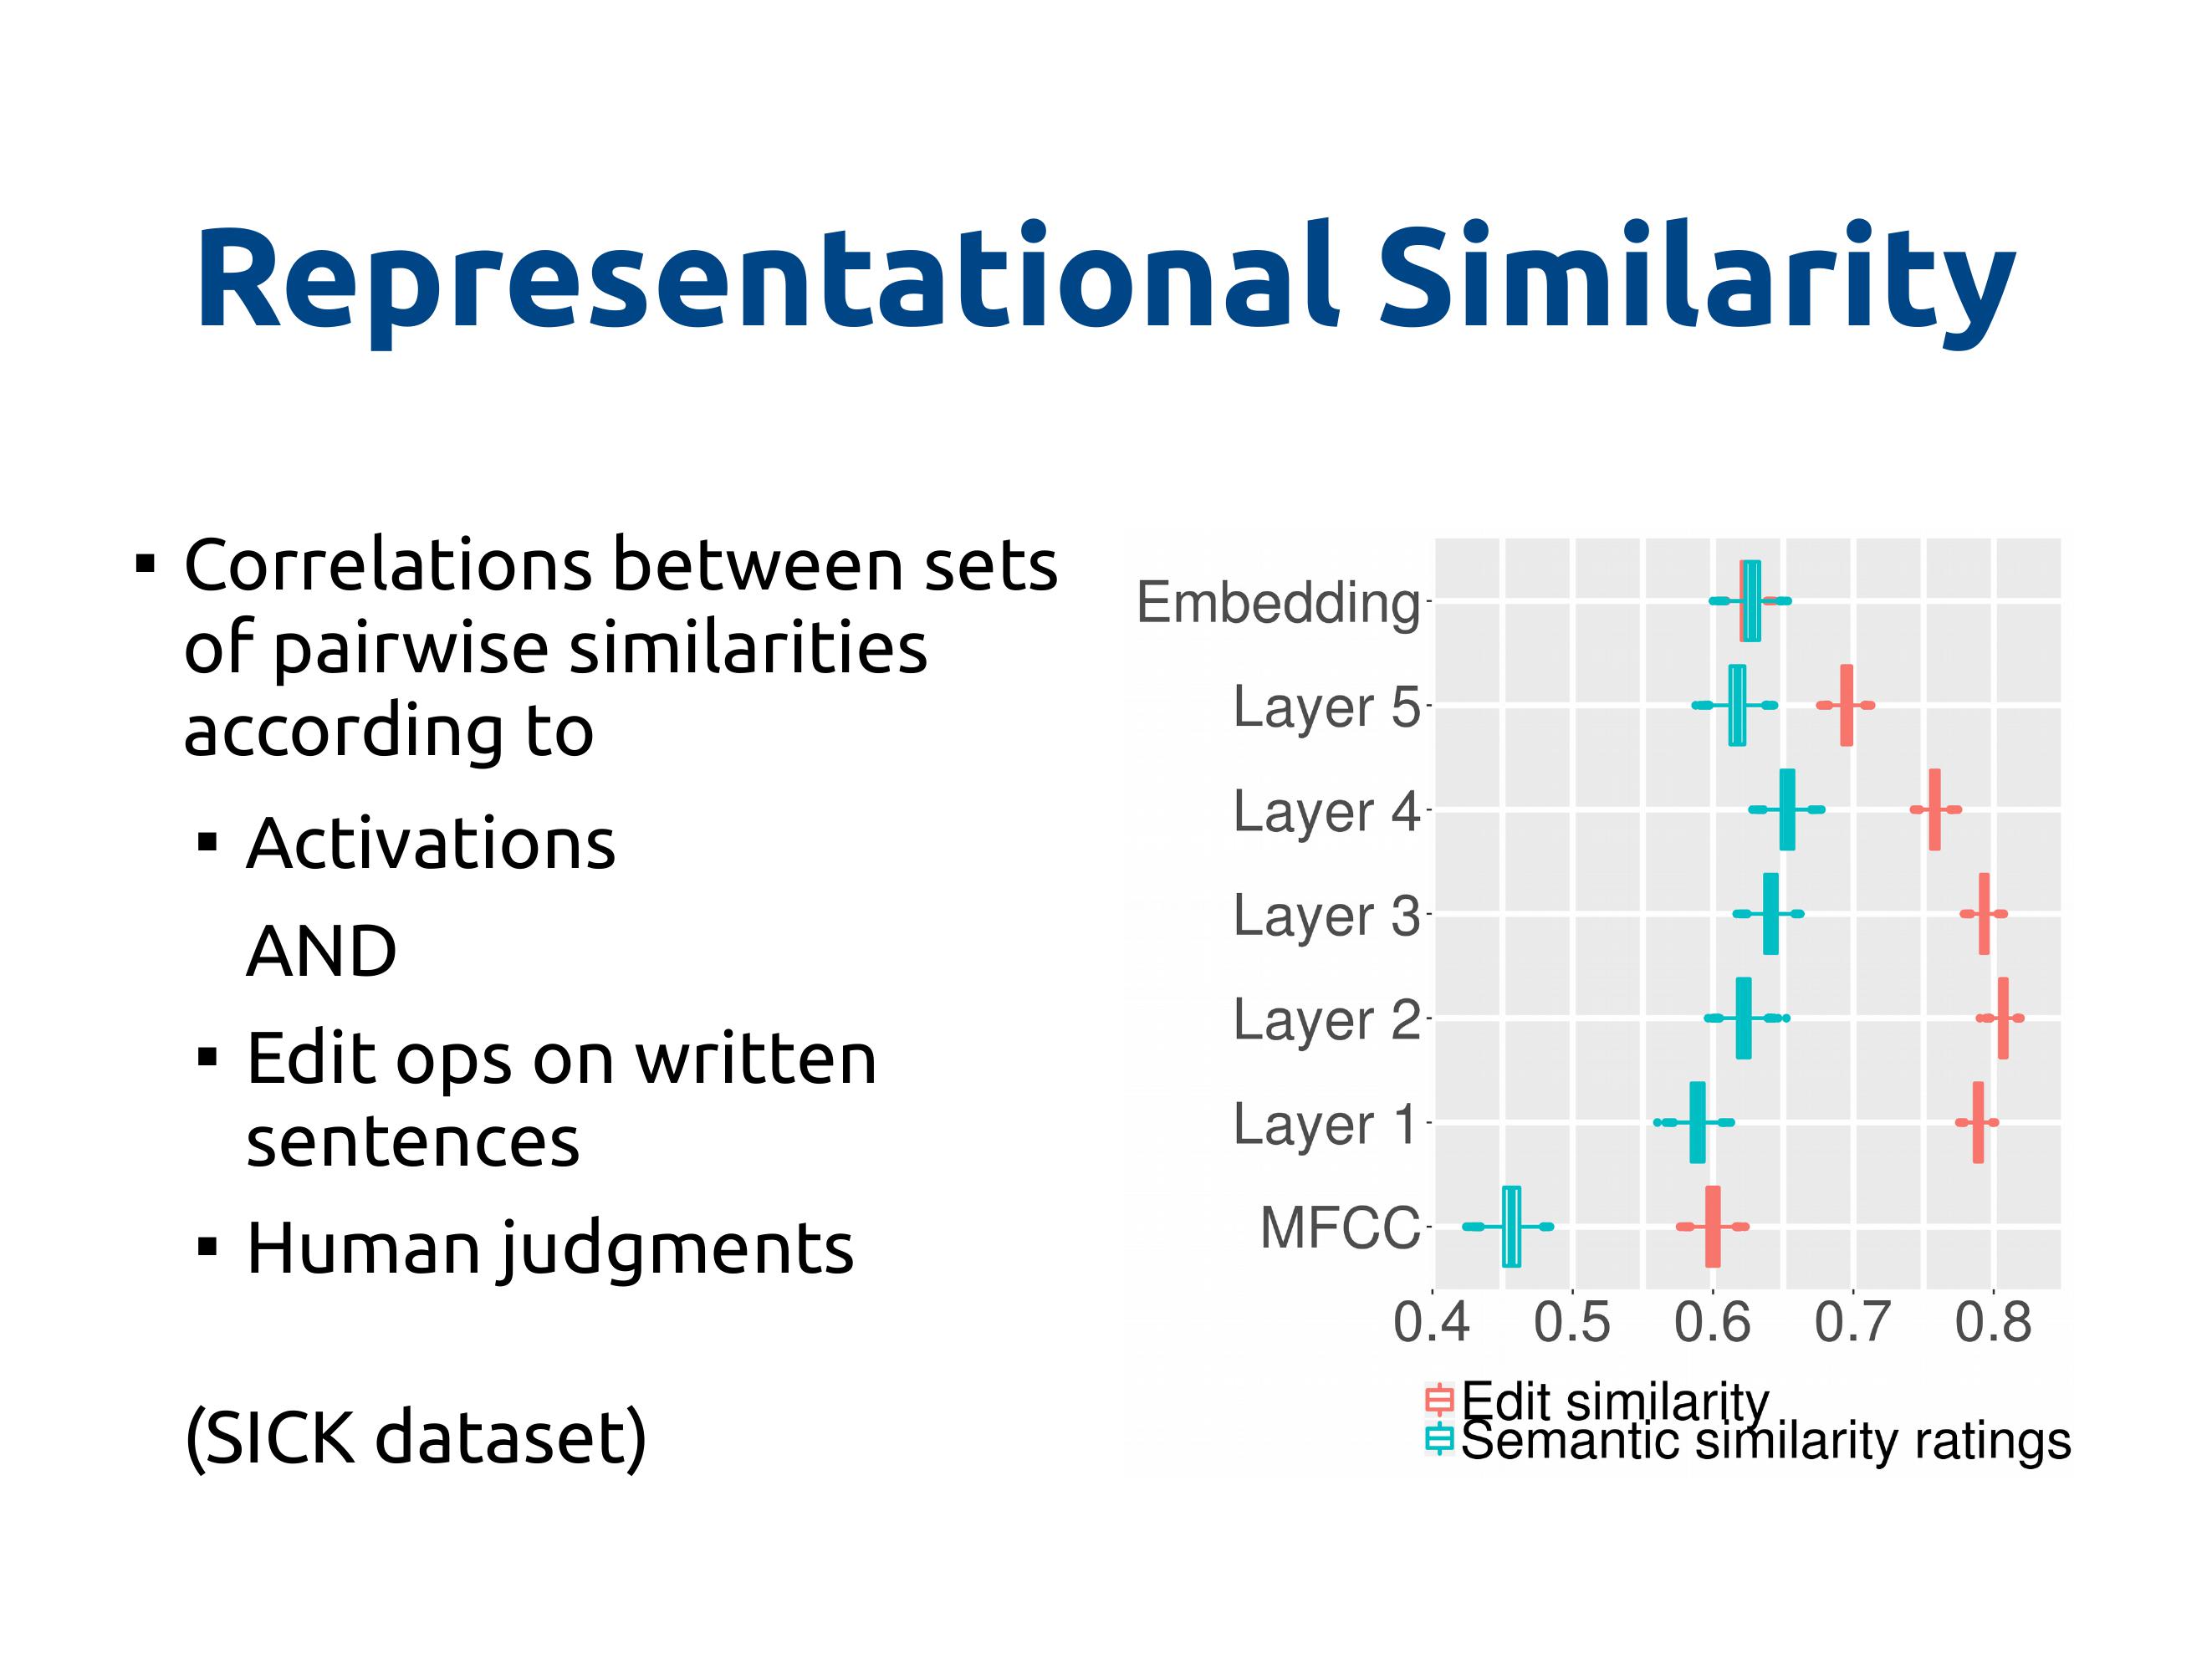 Representational Similarity
▪ Correlations between sets
of pairwise similarities
according to
▪ Activations
AND
▪ Edit ops on written
sentences
▪ Human judgments
(SICK dataset)
Embedding
Layer 5
Layer 4
Layer 3
Layer 2
Layer 1
MFCC
0.4 0.5 0.6 0.7 0.8
Edit similarity
Semantic similarity ratings